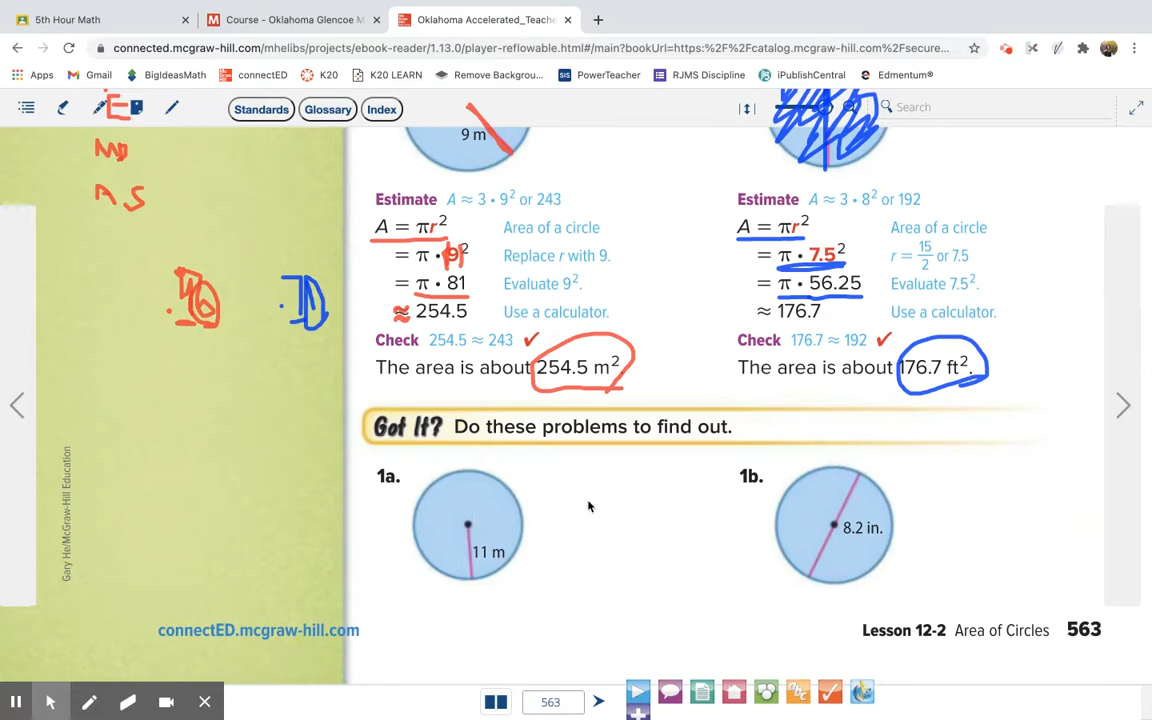 5th Hour Math
Course - Oklahoma Glencoe M
Oklahoma Accelerated_Teache
connected.mcgraw-hill.com/mhelibs/projects/ebook-reader/1.13.0/player-reflowable.html#/main?bookUrl=https:%2F%2Fcatalog.mcgraw-hill.com%2Fsecure...
Apps Gmail BigIdeasMath connectED K20 K20 LEARN Remove Backgrou... PowerTeacher RJMS Discipline iPublishCentral Edmentum®
Standards Glossary Index Search
E
M
A S
9 m
Estimate A ≈ 3 • 9² or 243
A = πr² Area of a circle
= π • 9² Replace r with 9.
= π • 81 Evaluate 9².
≈ 254.5 Use a calculator.
Check 254.5 ≈ 243 ✓
The area is about 254.5 m².
Estimate A ≈ 3 • 8² or 192
A = πr² Area of a circle
= π • 7.5² r = 15/2 or 7.5
= π • 56.25 Evaluate 7.5².
≈ 176.7 Use a calculator.
Check 176.7 ≈ 192 ✓
The area is about 176.7 ft².
Got It? Do these problems to find out.
1a.
11 m
1b.
8.2 in.
Gary He/McGraw-Hill Education
connectED.mcgraw-hill.com
Lesson 12-2 Area of Circles 563
563
abc